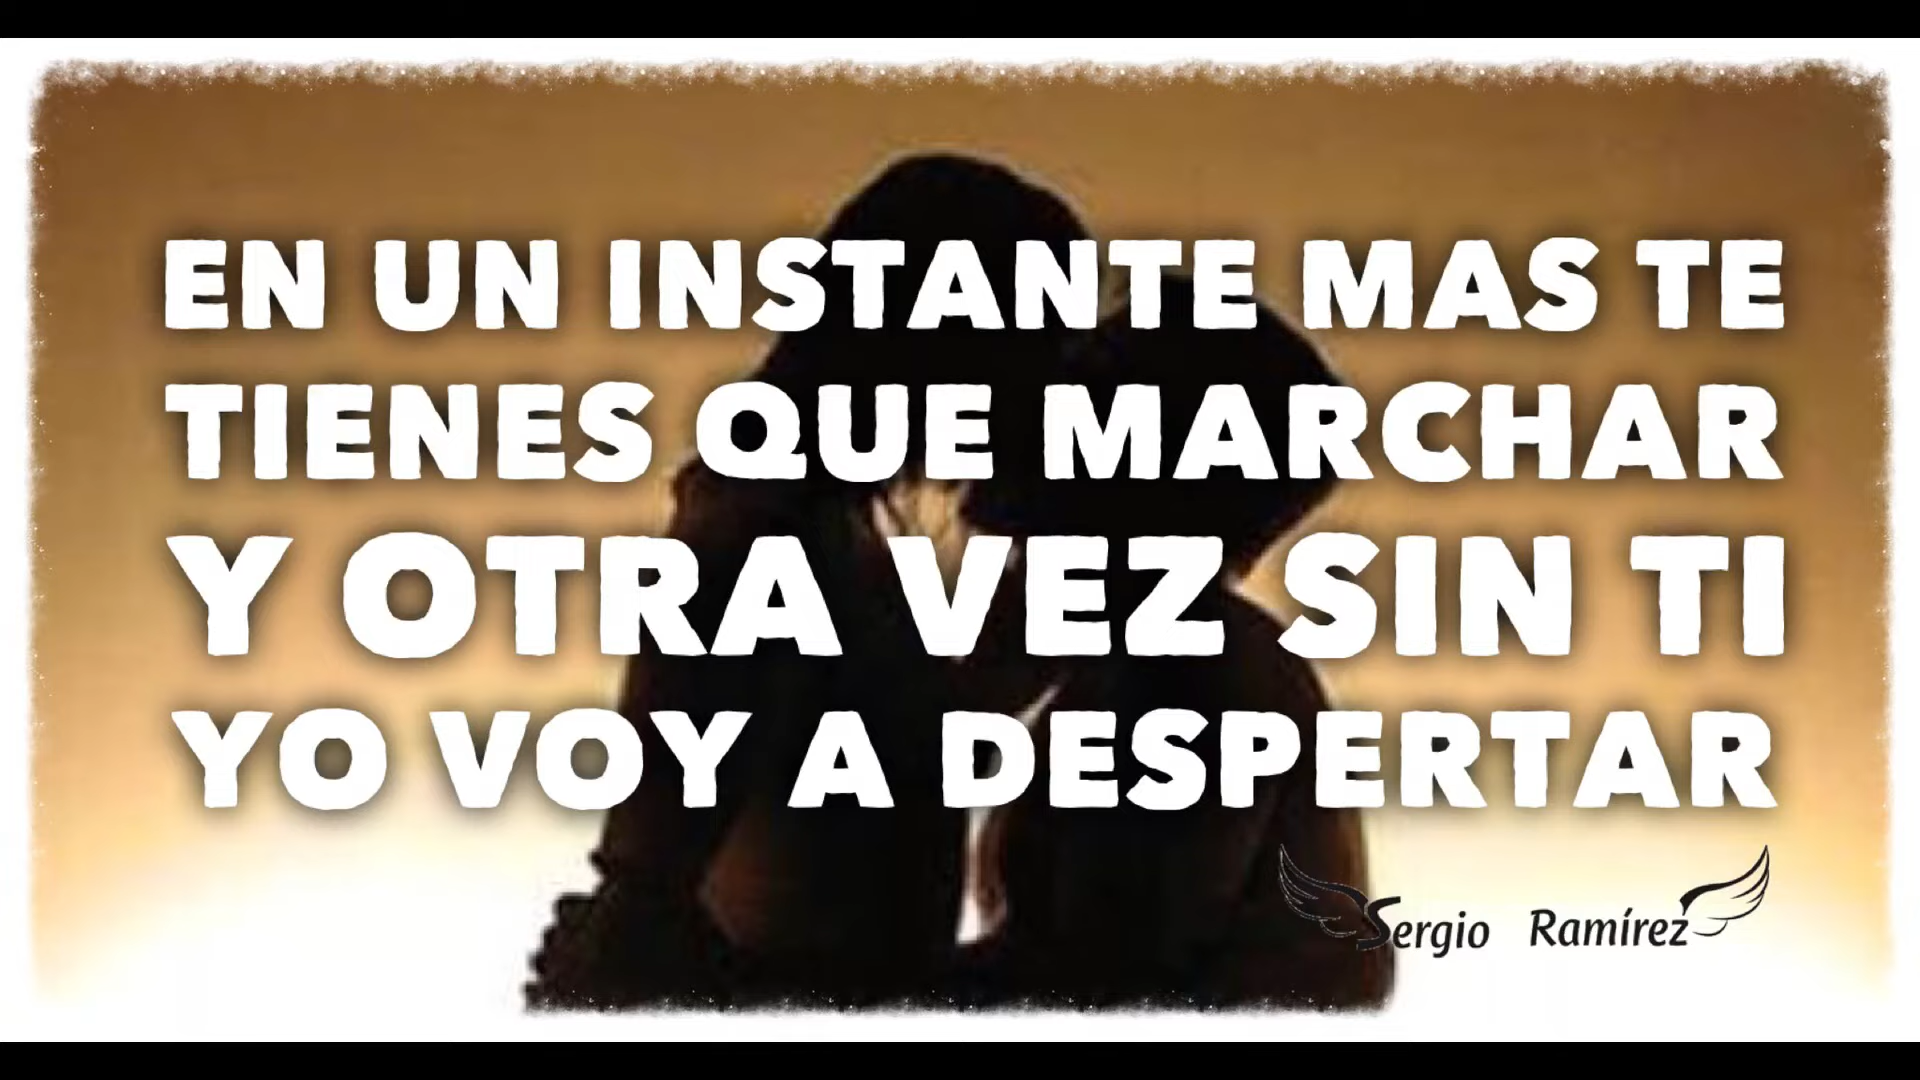 EN UN INSTANTE MAS TE
TIENES QUE MARCHAR
Y OTRA VEZ SIN TI
YO VOY A DESPERTAR
Sergio Ramírez